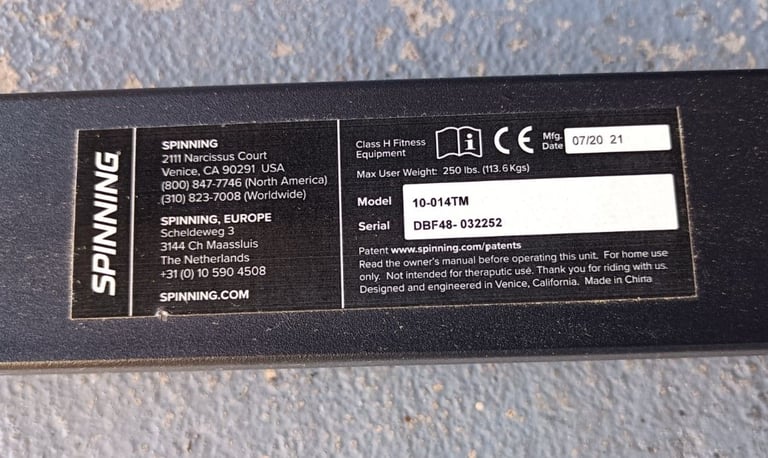 SPINNING
SPINNING
2111 Narcissus Court
Venice, CA 90291 USA
(800) 847-7746 (North America)
(310) 823-7008 (Worldwide)
SPINNING, EUROPE
Scheldeweg 3
3144 Ch Maassluis
The Netherlands
+31 (0) 10 590 4508
SPINNING.COM
Class H Fitness
Equipment
CE
Mfg.
Date
07/20 21
Max User Weight: 250 lbs. (113.6Kgs)
Model 10-014TM
Serial DBF48- 032252
Patent www.spinning.com/patents
Read the owner's manual before operating this unit. For home use
only. Not intended for theraputic use. Thank you for riding with us.
Designed and engineered in Venice, California. Made in China